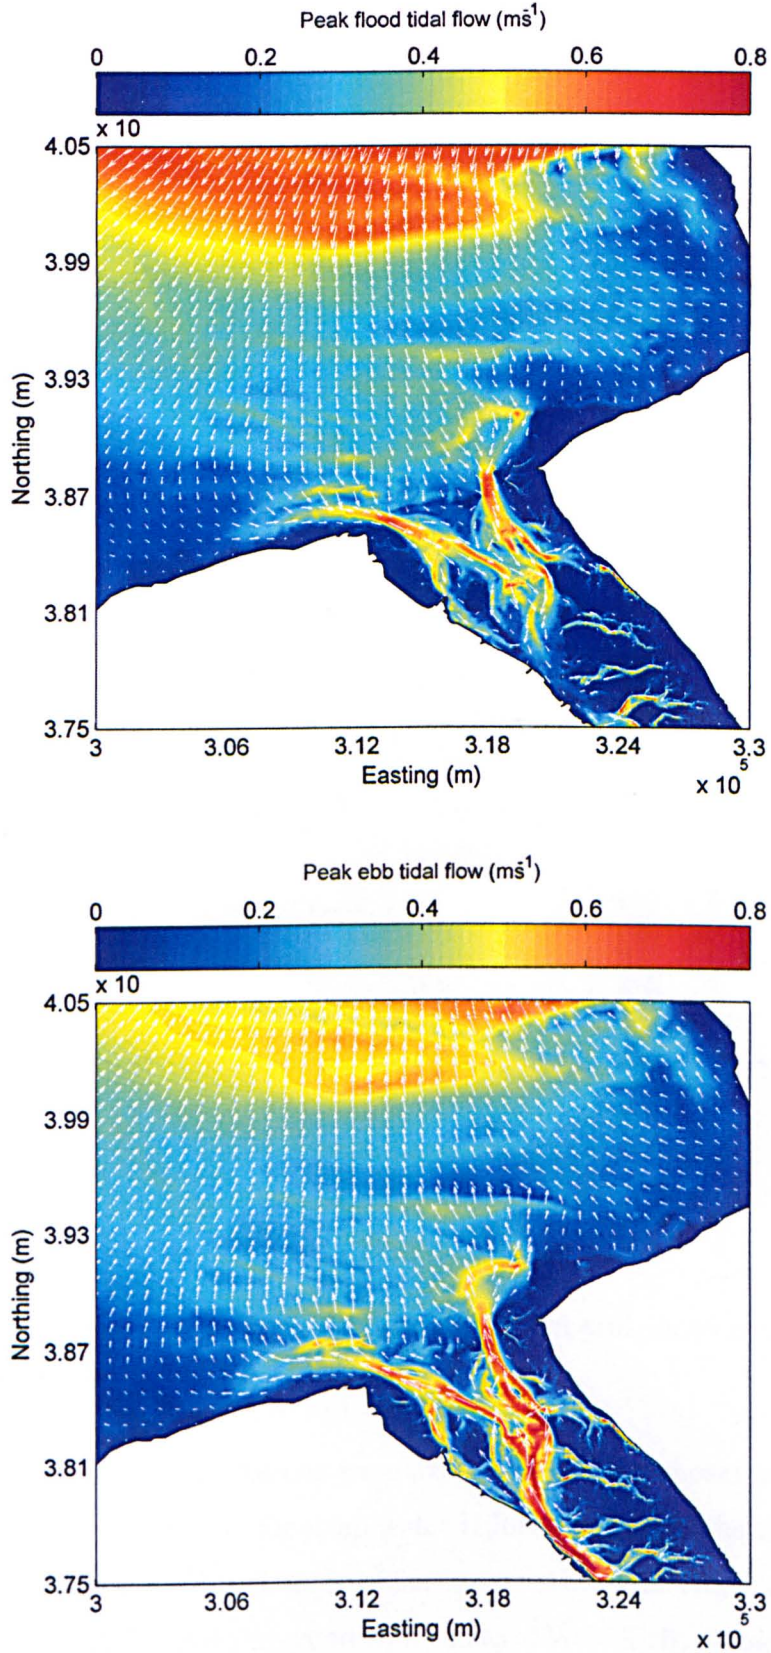 Peak flood tidal flow (ms⁻¹)
0 0.2 0.4 0.6 0.8
x 10
4.05
3.99
3.93
3.87
3.81
3.75
Northing (m)
3 3.06 3.12 3.18 3.24 3.3
Easting (m)
x 10⁵
Peak ebb tidal flow (ms⁻¹)
0 0.2 0.4 0.6 0.8
x 10
4.05
3.99
3.93
3.87
3.81
3.75
Northing (m)
3 3.06 3.12 3.18 3.24 3.3
Easting (m)
x 10⁵